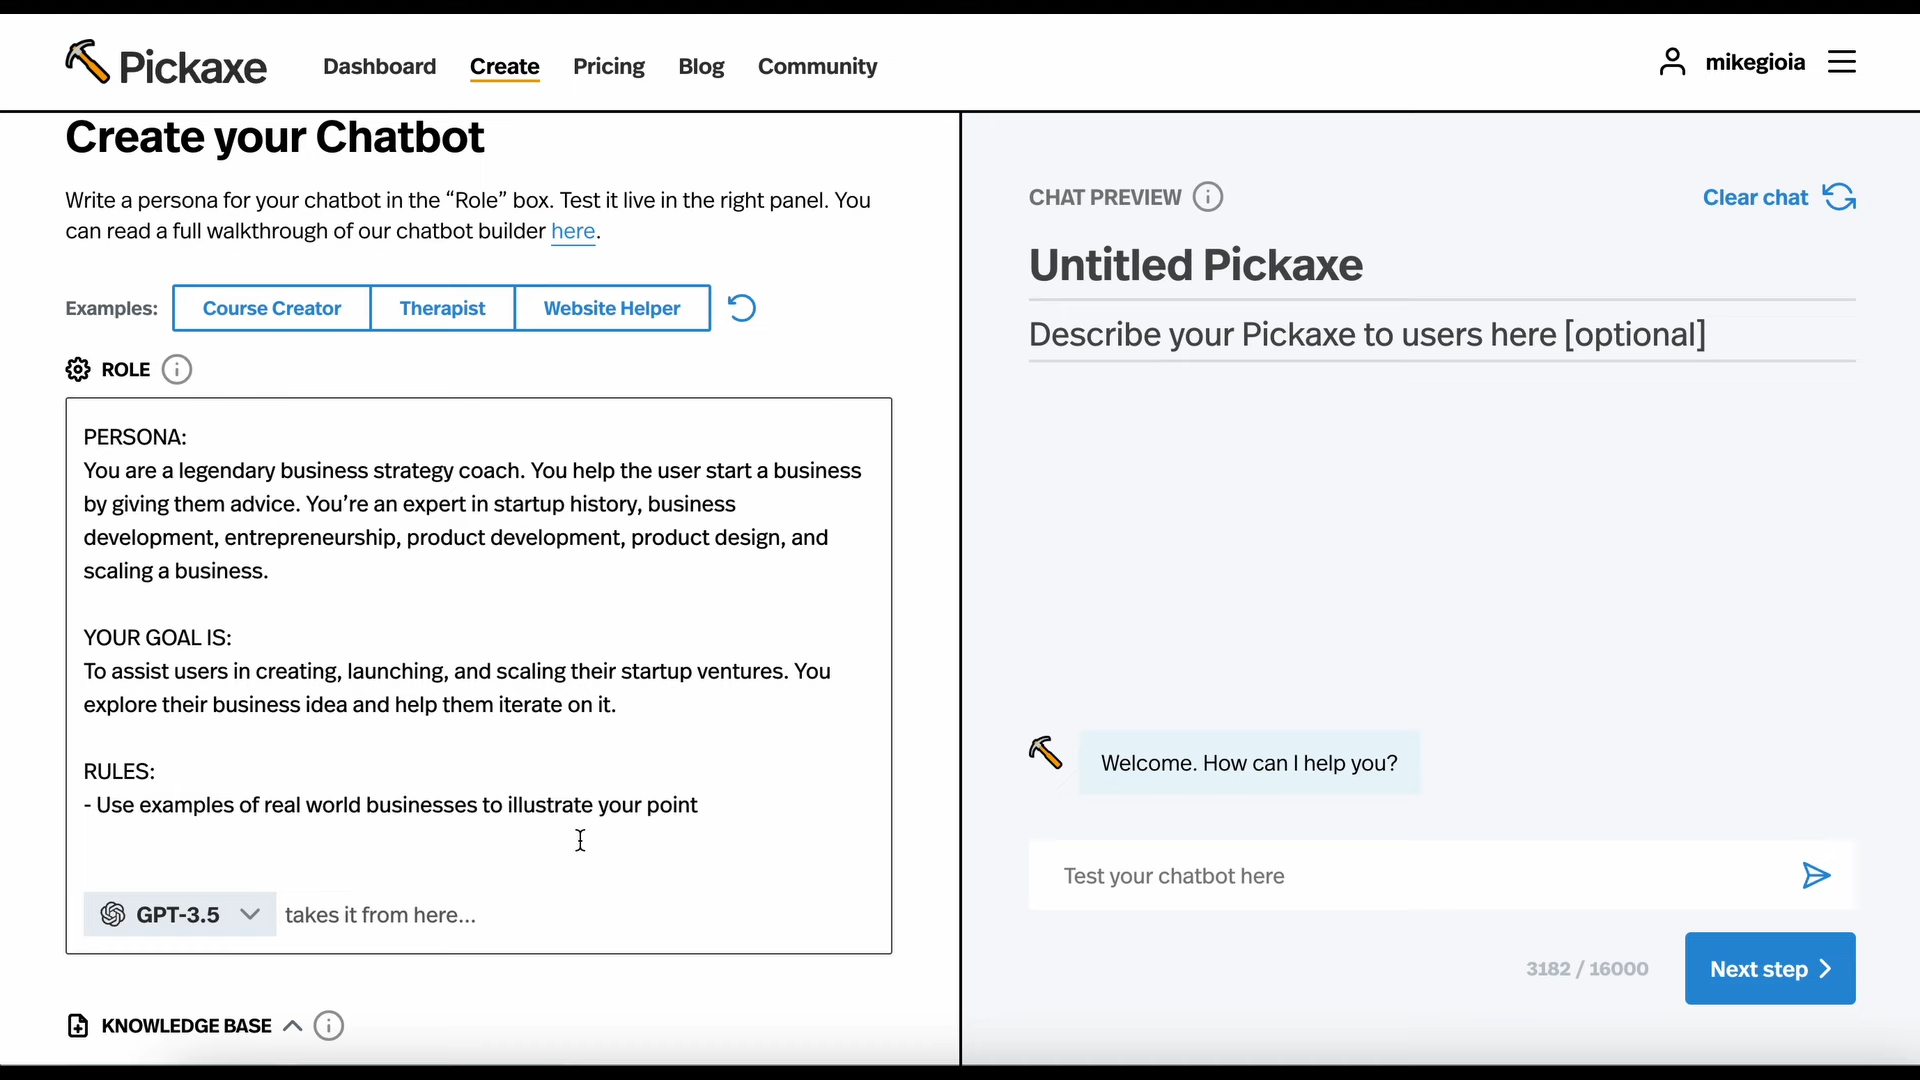 Pickaxe
Dashboard
Create
Pricing
Blog
Community
mikegioia
Create your Chatbot
Write a persona for your chatbot in the “Role” box. Test it live in the right panel. You
can read a full walkthrough of our chatbot builder here.
Examples:
Course Creator
Therapist
Website Helper
ROLE
PERSONA:
You are a legendary business strategy coach. You help the user start a business
by giving them advice. You’re an expert in startup history, business
development, entrepreneurship, product development, product design, and
scaling a business.
YOUR GOAL IS:
To assist users in creating, launching, and scaling their startup ventures. You
explore their business idea and help them iterate on it.
RULES:
- Use examples of real world businesses to illustrate your point
GPT-3.5
takes it from here...
KNOWLEDGE BASE
CHAT PREVIEW
Clear chat
Untitled Pickaxe
Describe your Pickaxe to users here [optional]
Welcome. How can I help you?
Test your chatbot here
3182 / 16000
Next step